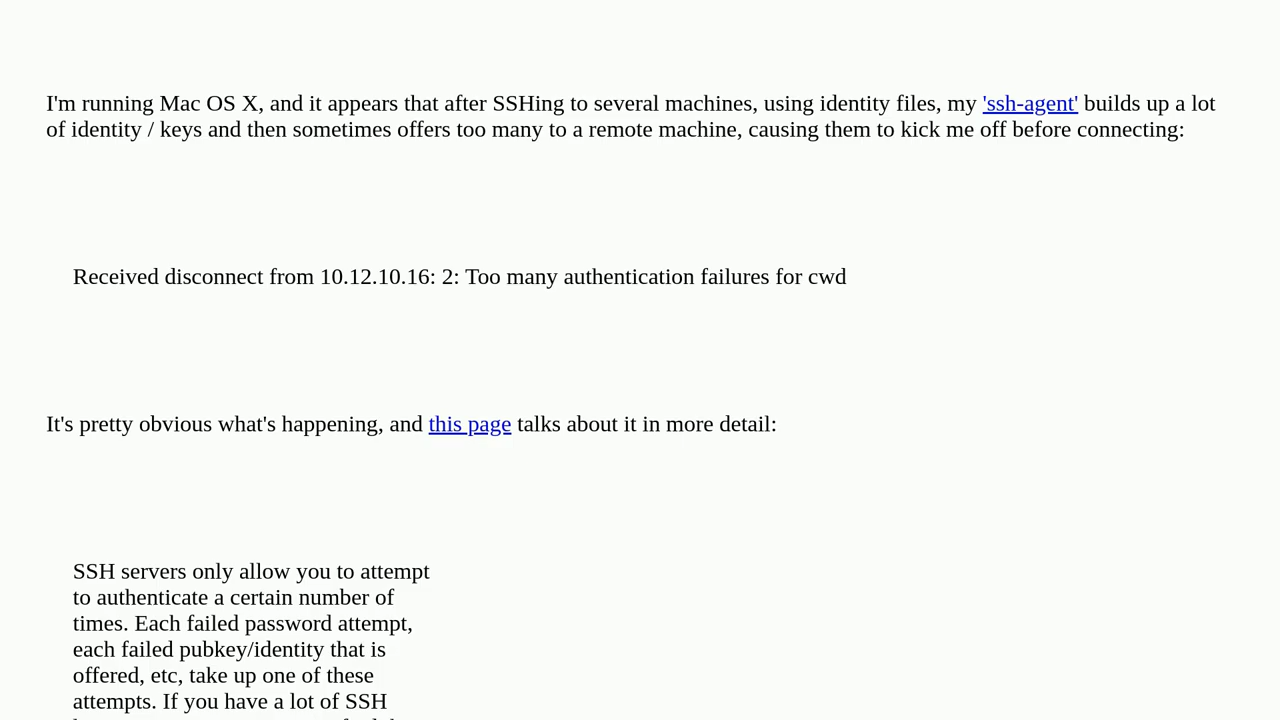 I'm running Mac OS X, and it appears that after SSHing to several machines, using identity files, my 'ssh-agent' builds up a lot
of identity / keys and then sometimes offers too many to a remote machine, causing them to kick me off before connecting:
Received disconnect from 10.12.10.16: 2: Too many authentication failures for cwd
It's pretty obvious what's happening, and this page talks about it in more detail:
SSH servers only allow you to attempt
to authenticate a certain number of
times. Each failed password attempt,
each failed pubkey/identity that is
offered, etc, take up one of these
attempts. If you have a lot of SSH